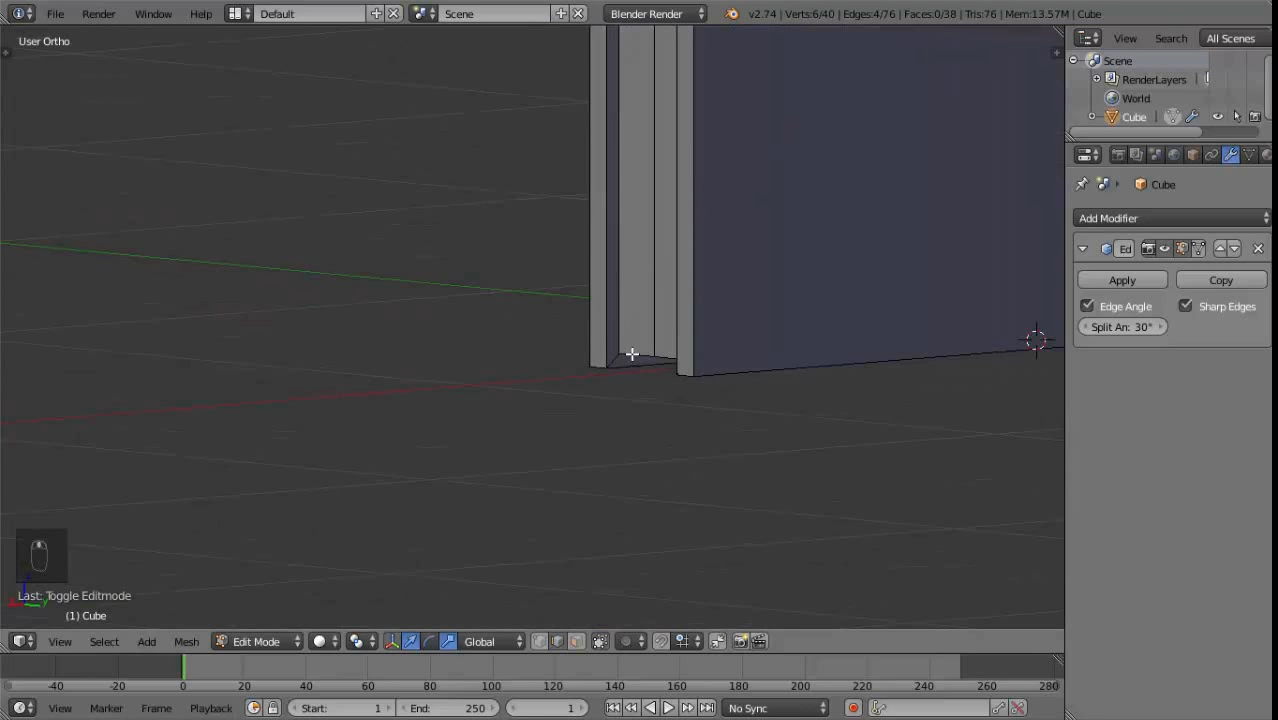 File Render Window Help Default Scene Blender Render v2.74 | Verts:6/40 | Edges:4/76 | Faces:0/38 | Tris:76 | Mem:13.57M | Cube
User Ortho
View Search All Scenes
Scene
RenderLayers
World
Cube
Cube
Add Modifier
Ed
Apply Copy
Edge Angle Sharp Edges
Split An: 30°
Last: Toggle Editmode
(1) Cube
View Select Add Mesh Edit Mode Global
-40 -20 0 20 40 60 80 100 120 140 160 180 200 220 240 260 280
View Marker Frame Playback Start: 1 End: 250 1 No Sync